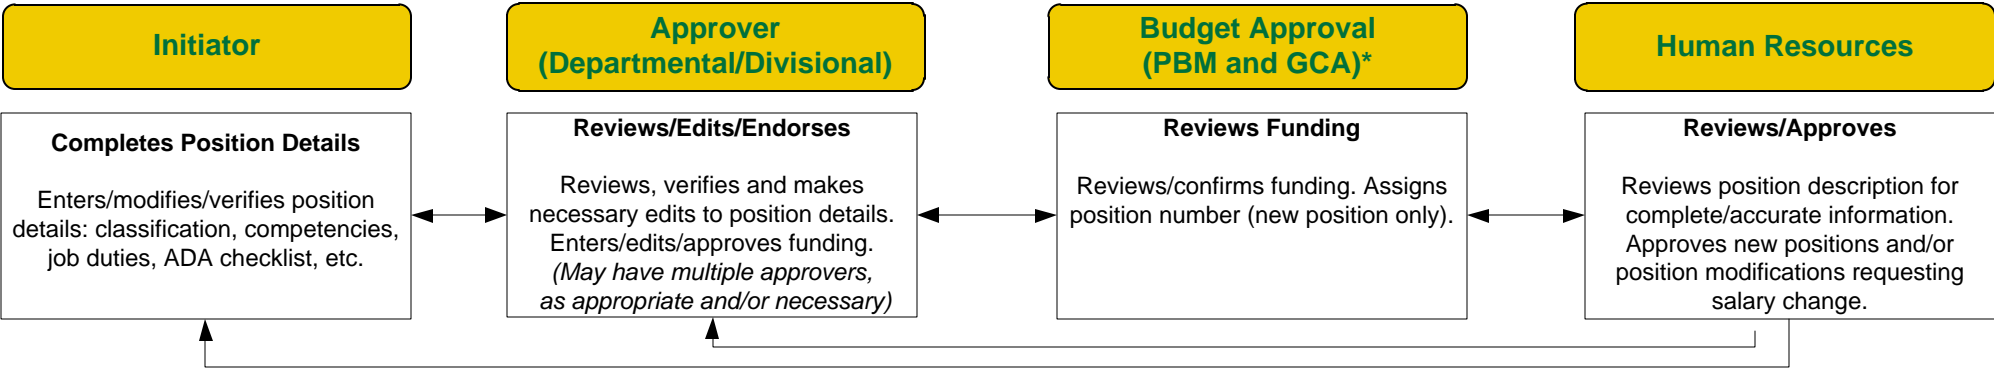 Initiator
Approver
(Departmental/Divisional)
Budget Approval
(PBM and GCA)*
Human Resources
Completes Position Details
Enters/modifies/verifies position
details: classification, competencies,
job duties, ADA checklist, etc.
Reviews/Edits/Endorses
Reviews, verifies and makes
necessary edits to position details.
Enters/edits/approves funding.
(May have multiple approvers,
as appropriate and/or necessary)
Reviews Funding
Reviews/confirms funding. Assigns
position number (new position only).
Reviews/Approves
Reviews position description for
complete/accurate information.
Approves new positions and/or
position modifications requesting
salary change.